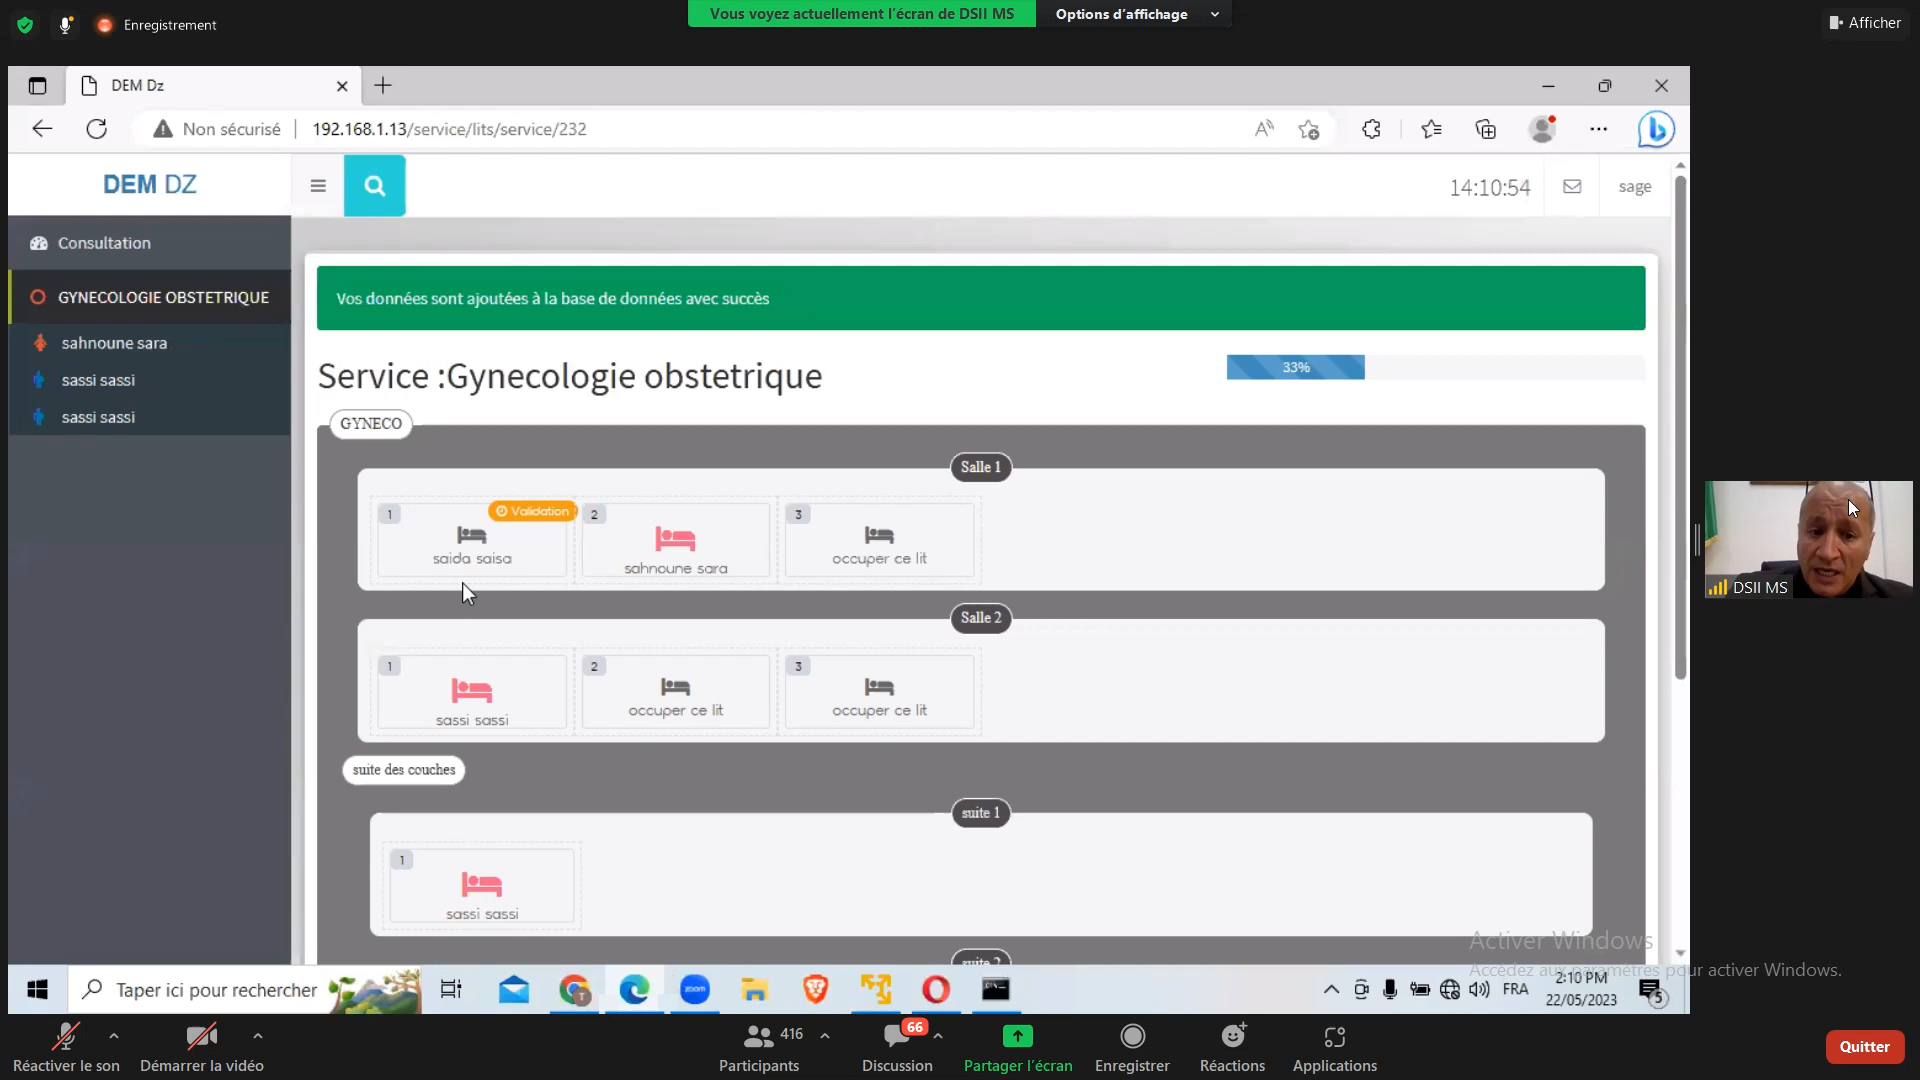 Enregistrement
Vous voyez actuellement l'écran de DSII MS
Options d'affichage
Afficher
DEM Dz
Non sécurisé
192.168.1.13/service/lits/service/232
DEM DZ
14:10:54
sage
Consultation
GYNECOLOGIE OBSTETRIQUE
sahnoune sara
sassi sassi
sassi sassi
Vos données sont ajoutées à la base de données avec succès
Service :Gynecologie obstetrique
33%
GYNECO
Salle 1
1
Validation
saida saisa
2
sahnoune sara
3
occuper ce lit
Salle 2
1
sassi sassi
2
occuper ce lit
3
occuper ce lit
suite des couches
suite 1
1
sassi sassi
suite 2
DSII MS
Activer Windows
Accédez aux paramètres pour activer Windows.
Taper ici pour rechercher
T
zoom
FRA
2:10 PM
22/05/2023
5
Réactiver le son
Démarrer la vidéo
416
Participants
66
Discussion
Partager l'écran
Enregistrer
Réactions
Applications
Quitter